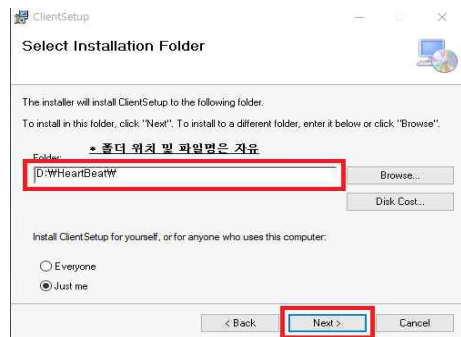 ClientSetup
Select Installation Folder
The installer will install ClientSetup to the following folder.
To install in this folder, click "Next". To install to a different folder, enter it below or click "Browse".
* 폴더 위치 및 파일명은 자유
Folder:
D:₩HeartBeat₩
Browse...
Disk Cost...
Install ClientSetup for yourself, or for anyone who uses this computer:
Everyone
Just me
< Back
Next >
Cancel